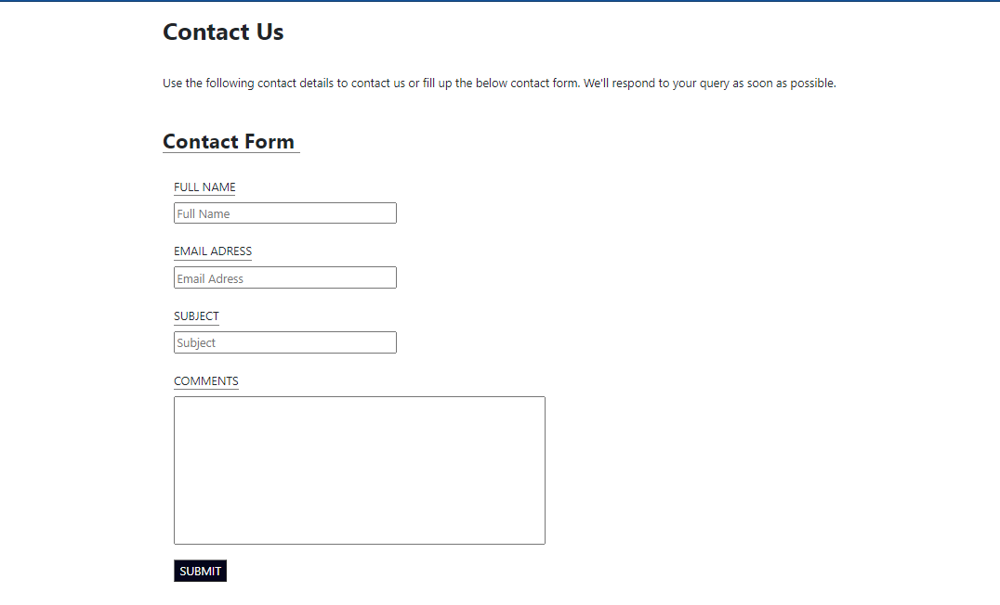 Contact Us
Use the following contact details to contact us or fill up the below contact form. We'll respond to your query as soon as possible.
Contact Form
FULL NAME
Full Name
EMAIL ADRESS
Email Adress
SUBJECT
Subject
COMMENTS
SUBMIT